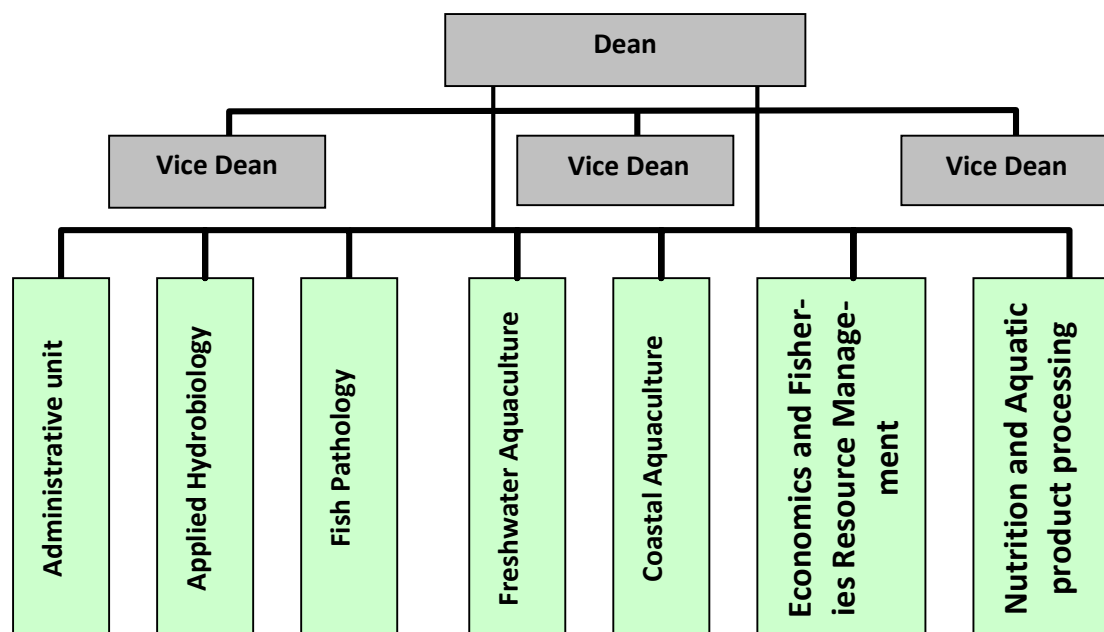 Dean
Vice Dean
Vice Dean
Vice Dean
Administrative unit
Applied Hydrobiology
Fish Pathology
Freshwater Aquaculture
Coastal Aquaculture
Economics and Fisher-
ies Resource Manage-
ment
Nutrition and Aquatic
product processing